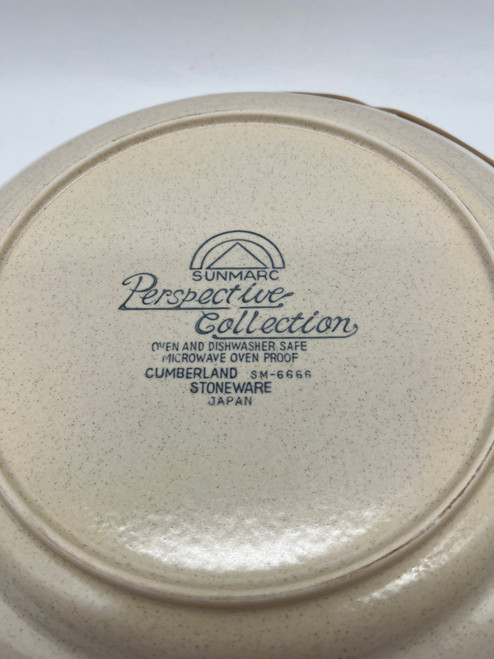 SUNMARC
Perspective
Collection
OVEN AND DISHWASHER SAFE
MICROWAVE OVEN PROOF
CUMBERLAND SM-6666
STONEWARE
JAPAN